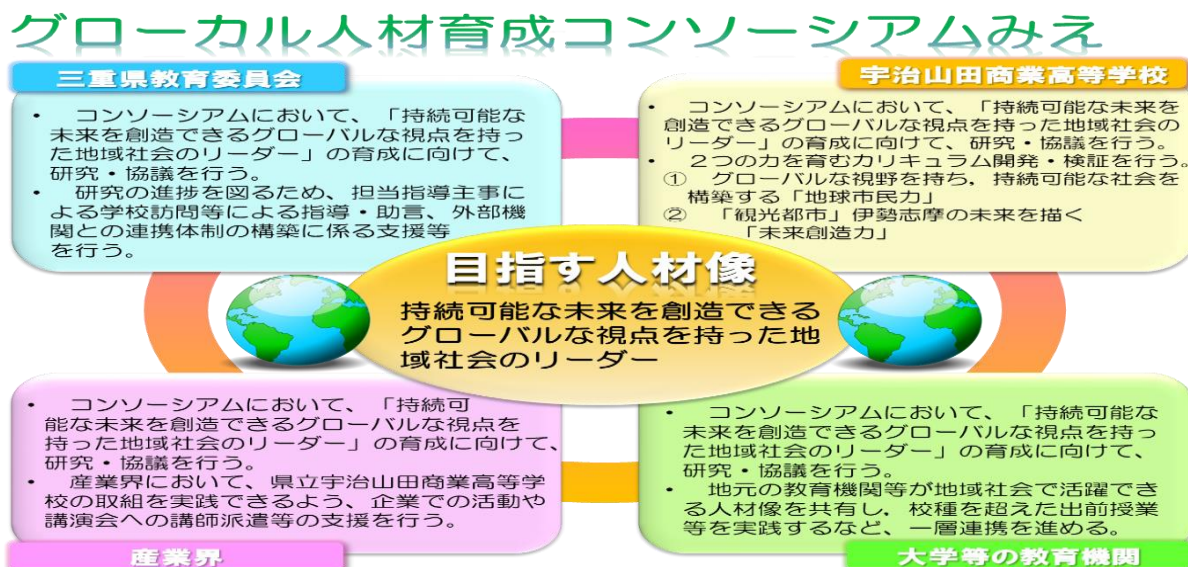 グローカル人材育成コンソーシアムみえ
三重県教育委員会
・ コンソーシアムにおいて、「持続可能な
未来を創造できるグローバルな視点を持っ
た地域社会のリーダー」の育成に向けて、
研究・協議を行う。
・ 研究の進捗を図るため、担当指導主事に
よる学校訪問等による指導・助言、外部機
関との連携体制の構築に係る支援等
を行う。
宇治山田商業高等学校
・ コンソーシアムにおいて、「持続可能な未来を
創造できるグローバルな視点を持った地域社会の
リーダー」の育成に向けて、研究・協議を行う。
・ ２つの力を育むカリキュラム開発・検証を行う。
① グローバルな視野を持ち，持続可能な社会を
構築する「地球市民力」
② 「観光都市」伊勢志摩の未来を描く
「未来創造力」
目指す人材像
持続可能な未来を創造できる
グローバルな視点を持った地
域社会のリーダー
・ コンソーシアムにおいて、「持続可
能な未来を創造できるグローバルな視点を
持った地域社会のリーダー」の育成に向けて、
研究・協議を行う。
・ 産業界において、県立宇治山田商業高等学
校の取組を実践できるよう、企業での活動や
講演会への講師派遣等の支援を行う。
産業界
・ コンソーシアムにおいて、「持続可能な
未来を創造できるグローバルな視点を持っ
た地域社会のリーダー」の育成に向けて、
研究・協議を行う。
・ 地元の教育機関等が地域社会で活躍でき
る人材像を共有し，校種を超えた出前授業
等を実践するなど、一層連携を進める。
大学等の教育機関